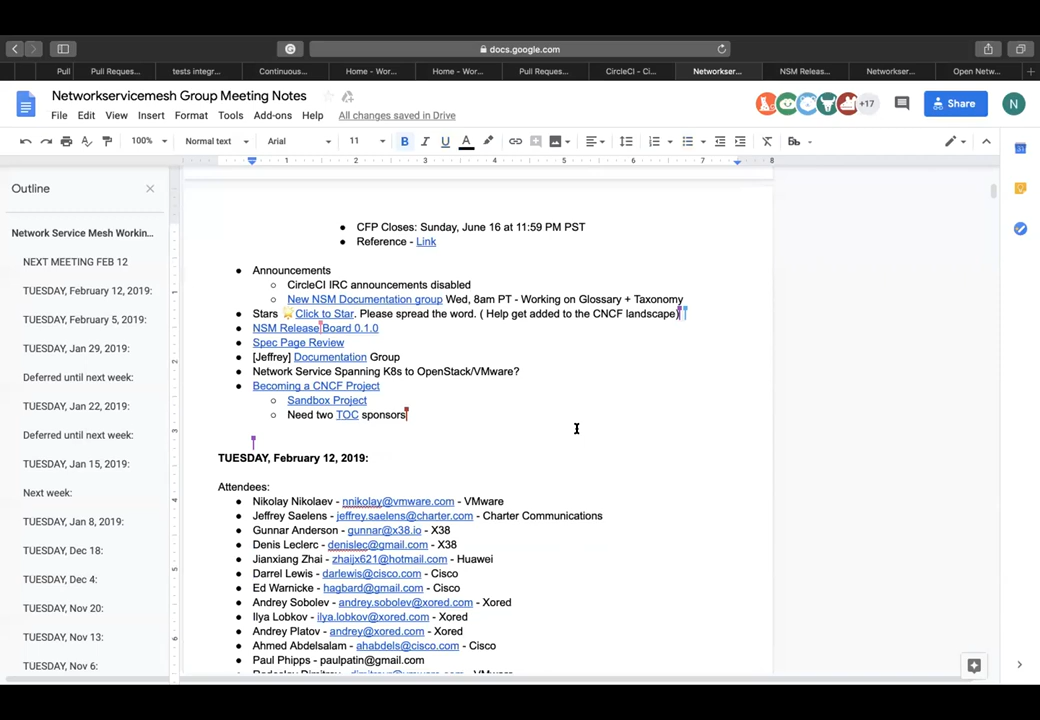 docs.google.com
Pull
Pull Reques...
tests integr...
Continuous...
Home - Wor...
Home - Wor...
Pull Reques...
CircleCI - Ci...
Networkser...
NSM Releas...
Networkser...
Open Netw...
Networkservicemesh Group Meeting Notes
+17
Share
N
File Edit View Insert Format Tools Add-ons Help All changes saved in Drive
100% Normal text Arial 11 B I U A
1 2 3 4 5 6 7 8
Outline
Network Service Mesh Workin...
NEXT MEETING FEB 12
TUESDAY, February 12, 2019:
TUESDAY, February 5, 2019:
TUESDAY, Jan 29, 2019:
Deferred until next week:
TUESDAY, Jan 22, 2019:
Deferred until next week:
TUESDAY, Jan 15, 2019:
Next week:
TUESDAY, Jan 8, 2019:
TUESDAY, Dec 18:
TUESDAY, Dec 4:
TUESDAY, Nov 20:
TUESDAY, Nov 13:
TUESDAY, Nov 6:
CFP Closes: Sunday, June 16 at 11:59 PM PST
Reference - Link
Announcements
CircleCI IRC announcements disabled
New NSM Documentation group Wed, 8am PT - Working on Glossary + Taxonomy
Stars 🌟 Click to Star. Please spread the word. ( Help get added to the CNCF landscape)
NSM Release Board 0.1.0
Spec Page Review
[Jeffrey] Documentation Group
Network Service Spanning K8s to OpenStack/VMware?
Becoming a CNCF Project
Sandbox Project
Need two TOC sponsors
TUESDAY, February 12, 2019:
Attendees:
Nikolay Nikolaev - nnikolay@vmware.com - VMware
Jeffrey Saelens - jeffrey.saelens@charter.com - Charter Communications
Gunnar Anderson - gunnar@x38.io - X38
Denis Leclerc - denislec@gmail.com - X38
Jianxiang Zhai - zhaijx621@hotmail.com - Huawei
Darrel Lewis - darlewis@cisco.com - Cisco
Ed Warnicke - hagbard@gmail.com - Cisco
Andrey Sobolev - andrey.sobolev@xored.com - Xored
Ilya Lobkov - ilya.lobkov@xored.com - Xored
Andrey Platov - andrey@xored.com - Xored
Ahmed Abdelsalam - ahabdels@cisco.com - Cisco
Paul Phipps - paulpatin@gmail.com